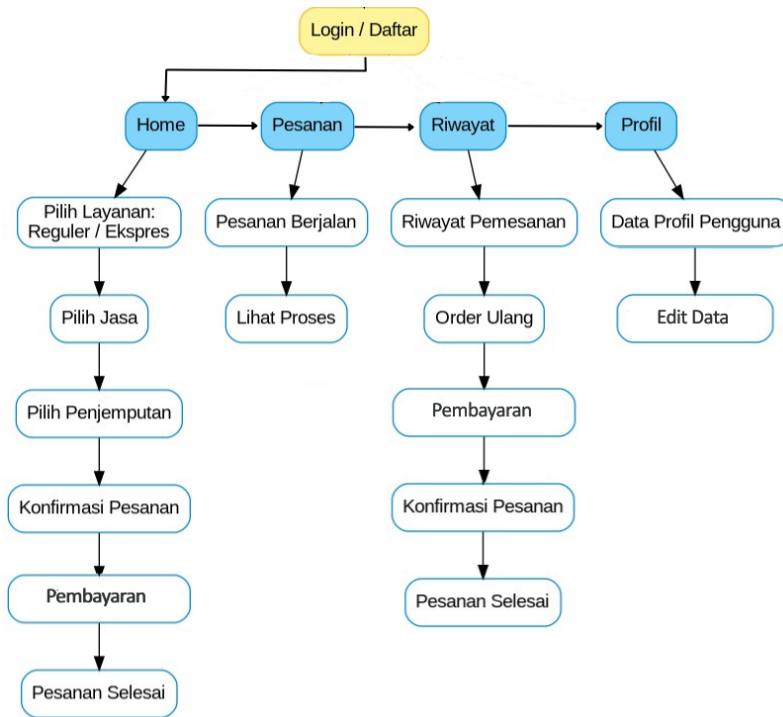 Login / Daftar
Home
Pesanan
Riwayat
Profil
Pilih Layanan:
Reguler / Ekspres
Pesanan Berjalan
Riwayat Pemesanan
Data Profil Pengguna
Pilih Jasa
Lihat Proses
Order Ulang
Edit Data
Pilih Penjemputan
Pembayaran
Konfirmasi Pesanan
Konfirmasi Pesanan
Pembayaran
Pesanan Selesai
Pesanan Selesai